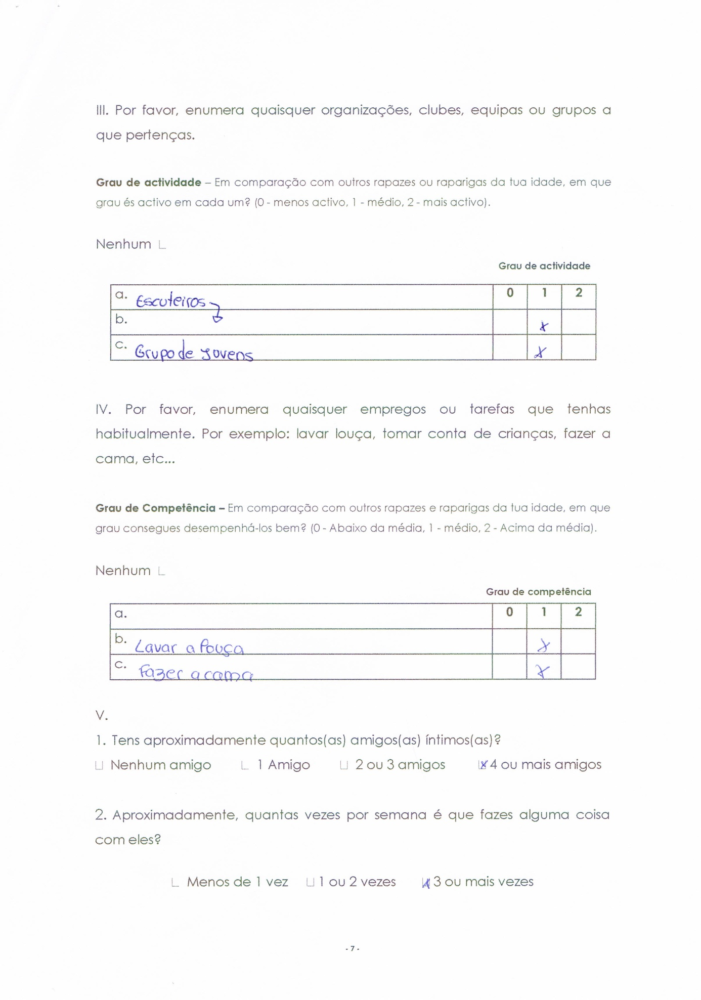 III. Por favor, enumera quaisquer organizações, clubes, equipas ou grupos a
que pertenças.
Grau de actividade – Em comparação com outros rapazes ou raparigas da tua idade, em que
grau és activo em cada um? (0 - menos activo, 1 - médio, 2 - mais activo).
Nenhum
Grau de actividade
a. Escuteiros 0 1 2
b. x
c. Grupo de Jovens x
IV. Por favor, enumera quaisquer empregos ou tarefas que tenhas
habitualmente. Por exemplo: lavar louça, tomar conta de crianças, fazer a
cama, etc...
Grau de Competência – Em comparação com outros rapazes e raparigas da tua idade, em que
grau consegues desempenhá-los bem? (0 - Abaixo da média, 1 - médio, 2 - Acima da média).
Nenhum
Grau de competência
a. 0 1 2
b. Lavar a louça x
c. Fazer a cama x
V.
1. Tens aproximadamente quantos(as) amigos(as) íntimos(as)?
Nenhum amigo 1 Amigo 2 ou 3 amigos x 4 ou mais amigos
2. Aproximadamente, quantas vezes por semana é que fazes alguma coisa
com eles?
Menos de 1 vez 1 ou 2 vezes x 3 ou mais vezes
- 7 -